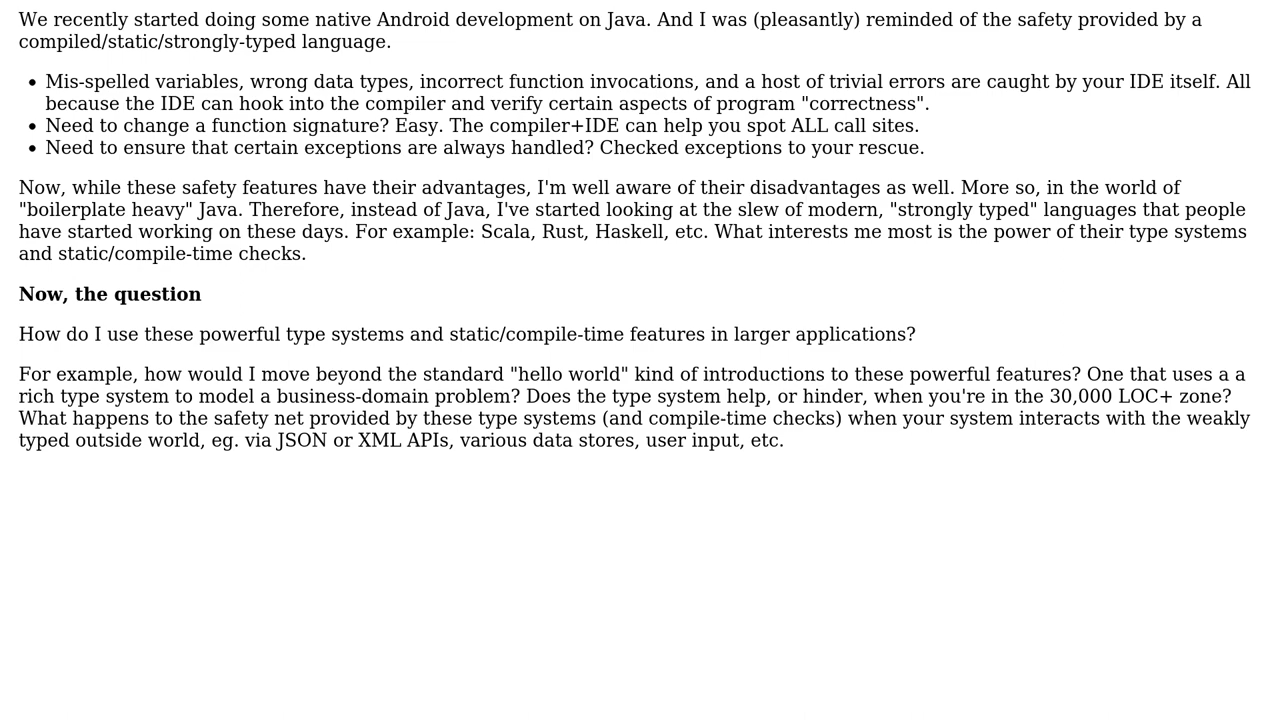 We recently started doing some native Android development on Java. And I was (pleasantly) reminded of the safety provided by a
compiled/static/strongly-typed language.
• Mis-spelled variables, wrong data types, incorrect function invocations, and a host of trivial errors are caught by your IDE itself. All
because the IDE can hook into the compiler and verify certain aspects of program "correctness".
• Need to change a function signature? Easy. The compiler+IDE can help you spot ALL call sites.
• Need to ensure that certain exceptions are always handled? Checked exceptions to your rescue.
Now, while these safety features have their advantages, I'm well aware of their disadvantages as well. More so, in the world of
"boilerplate heavy" Java. Therefore, instead of Java, I've started looking at the slew of modern, "strongly typed" languages that people
have started working on these days. For example: Scala, Rust, Haskell, etc. What interests me most is the power of their type systems
and static/compile-time checks.
Now, the question
How do I use these powerful type systems and static/compile-time features in larger applications?
For example, how would I move beyond the standard "hello world" kind of introductions to these powerful features? One that uses a a
rich type system to model a business-domain problem? Does the type system help, or hinder, when you're in the 30,000 LOC+ zone?
What happens to the safety net provided by these type systems (and compile-time checks) when your system interacts with the weakly
typed outside world, eg. via JSON or XML APIs, various data stores, user input, etc.